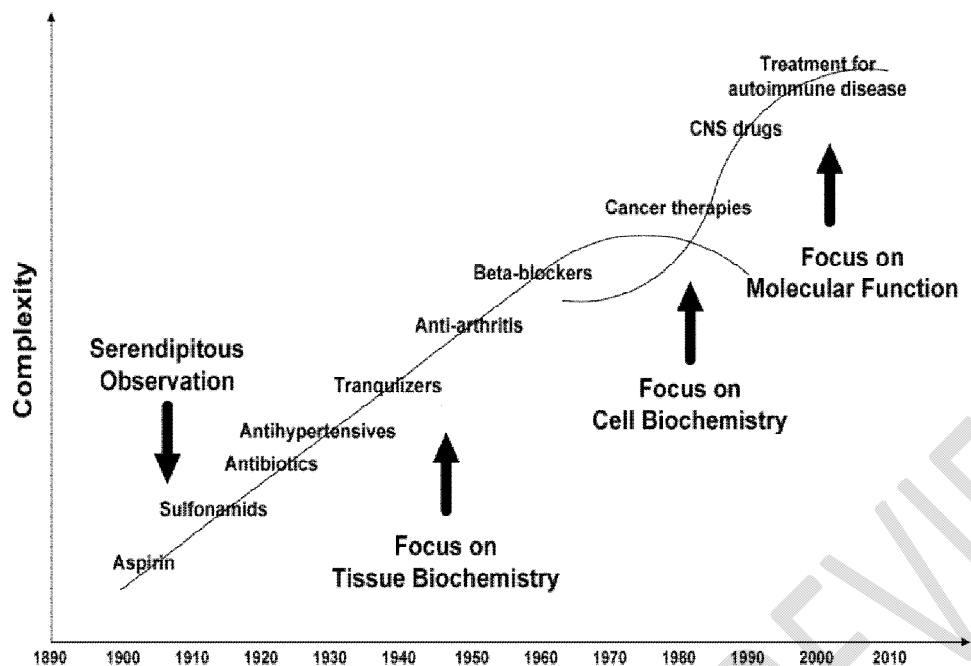 Treatment for
autoimmune disease
CNS drugs
Cancer therapies
Focus on
Molecular Function
Beta-blockers
Complexity
Anti-arthritis
Serendipitous
Observation
Tranqulizers
Focus on
Cell Biochemistry
Antihypertensives
Antibiotics
Sulfonamids
Focus on
Tissue Biochemistry
Aspirin
1890 1900 1910 1920 1930 1940 1950 1960 1970 1980 1990 2000 2010